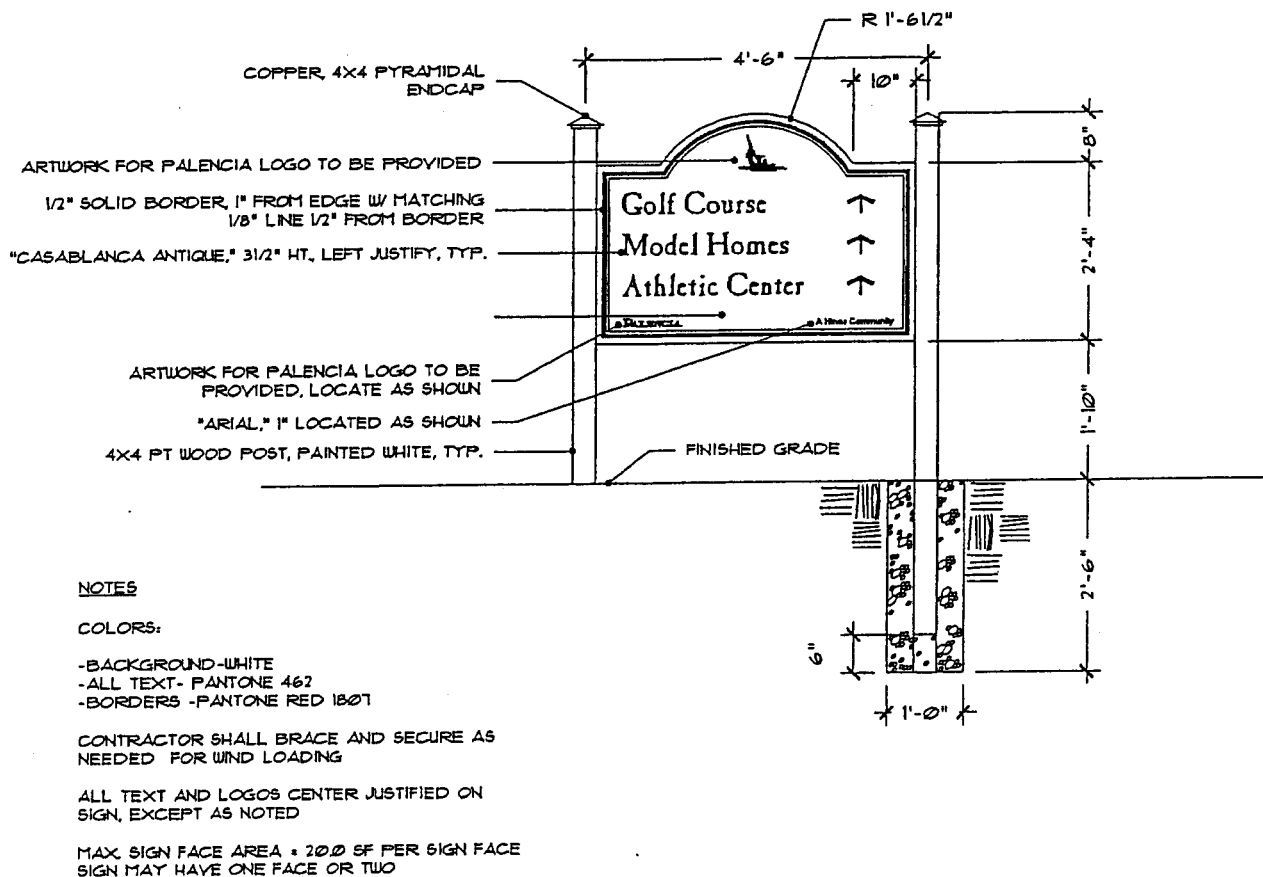 R 1'-6 1/2"
4'-6"
10"
COPPER, 4X4 PYRAMIDAL
ENDCAP
8"
ARTWORK FOR PALENCIA LOGO TO BE PROVIDED
1/2" SOLID BORDER, 1" FROM EDGE W/ MATCHING
1/8" LINE 1/2" FROM BORDER
"CASABLANCA ANTIQUE," 3 1/2" HT., LEFT JUSTIFY, TYP.
Golf Course
Model Homes
Athletic Center
PALENCIA
A Hines Community
2'-4"
ARTWORK FOR PALENCIA LOGO TO BE
PROVIDED, LOCATE AS SHOWN
"ARIAL," 1" LOCATED AS SHOWN
4X4 PT WOOD POST, PAINTED WHITE, TYP.
FINISHED GRADE
1'-10"
2'-6"
6"
1'-0"
NOTES
COLORS:
-BACKGROUND-WHITE
-ALL TEXT- PANTONE 462
-BORDERS -PANTONE RED 1807
CONTRACTOR SHALL BRACE AND SECURE AS
NEEDED FOR WIND LOADING
ALL TEXT AND LOGOS CENTER JUSTIFIED ON
SIGN, EXCEPT AS NOTED
MAX. SIGN FACE AREA = 20.0 SF PER SIGN FACE
SIGN MAY HAVE ONE FACE OR TWO